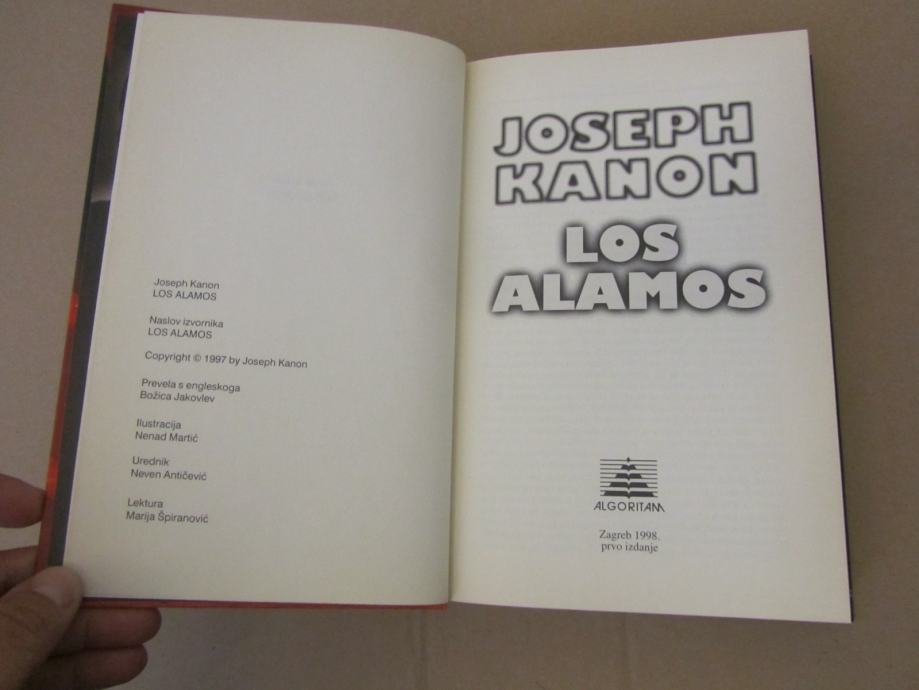 Joseph Kanon
LOS ALAMOS
Naslov izvornika
LOS ALAMOS
Copyright © 1997 by Joseph Kanon
Prevela s engleskoga
Božica Jakovlev
Ilustracija
Nenad Martić
Urednik
Neven Antičević
Lektura
Marija Špiranović
JOSEPH
KANON
LOS
ALAMOS
ALGORITAM
Zagreb 1998.
prvo izdanje